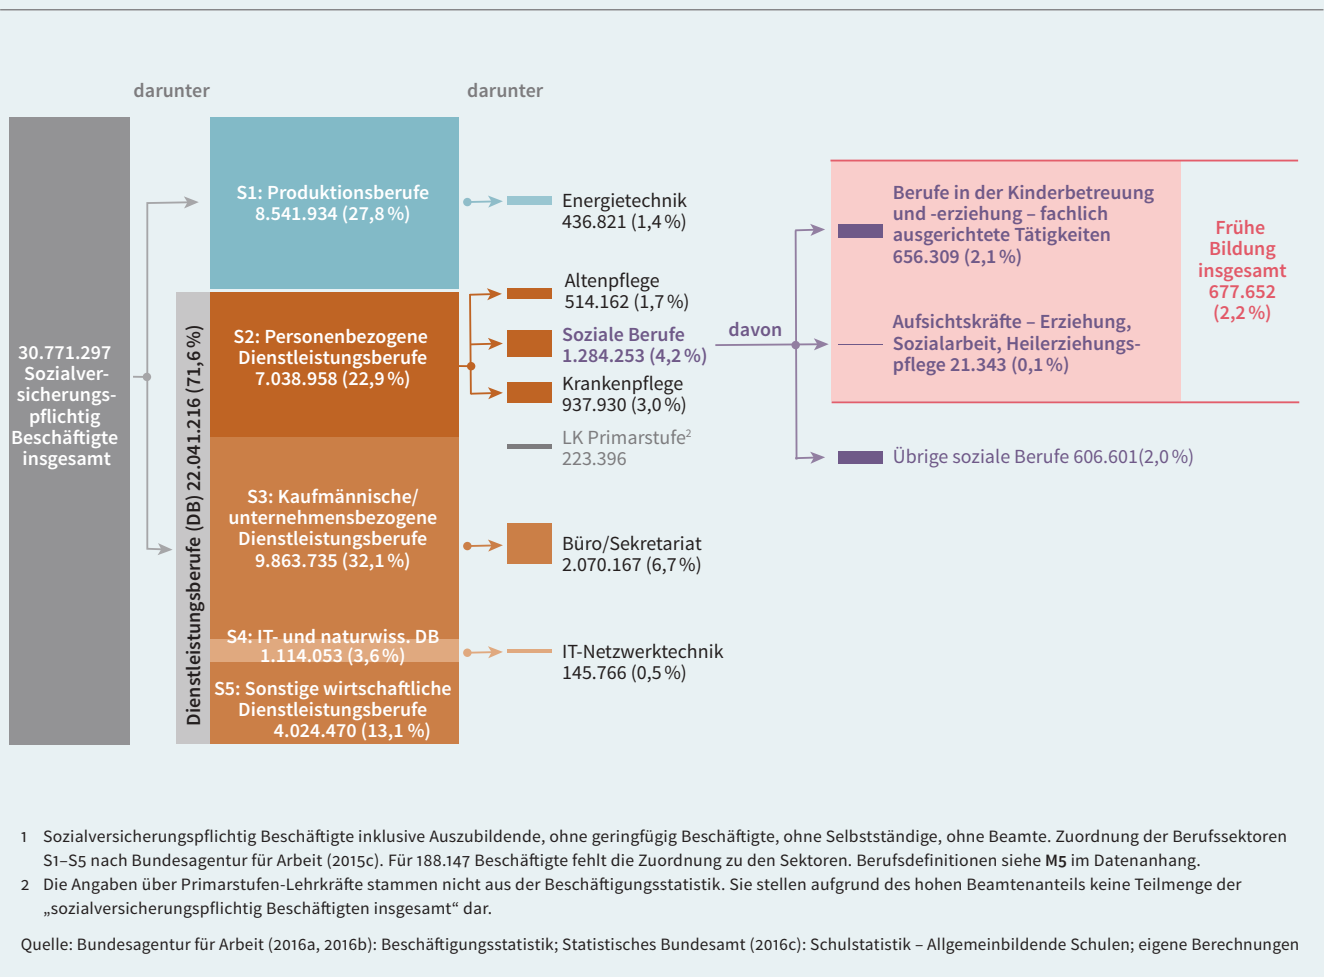 darunter
darunter
30.771.297
Sozialver-
sicherungs-
pflichtig
Beschäftigte
insgesamt
Dienstleistungsberufe (DB) 22.041.216 (71,6 %)
S1: Produktionsberufe
8.541.934 (27,8 %)
S2: Personenbezogene
Dienstleistungsberufe
7.038.958 (22,9 %)
S3: Kaufmännische/
unternehmensbezogene
Dienstleistungsberufe
9.863.735 (32,1 %)
S4: IT- und naturwiss. DB
1.114.053 (3,6 %)
S5: Sonstige wirtschaftliche
Dienstleistungsberufe
4.024.470 (13,1 %)
Energietechnik
436.821 (1,4 %)
Altenpflege
514.162 (1,7 %)
Soziale Berufe
1.284.253 (4,2 %)
Krankenpflege
937.930 (3,0 %)
LK Primarstufe²
223.396
Büro/Sekretariat
2.070.167 (6,7 %)
IT-Netzwerktechnik
145.766 (0,5 %)
davon
Berufe in der Kinderbetreuung
und -erziehung – fachlich
ausgerichtete Tätigkeiten
656.309 (2,1 %)
Aufsichtskräfte – Erziehung,
Sozialarbeit, Heilerziehungs-
pflege 21.343 (0,1 %)
Übrige soziale Berufe 606.601(2,0 %)
Frühe
Bildung
insgesamt
677.652
(2,2 %)
1 Sozialversicherungspflichtig Beschäftigte inklusive Auszubildende, ohne geringfügig Beschäftigte, ohne Selbstständige, ohne Beamte. Zuordnung der Berufssektoren
S1–S5 nach Bundesagentur für Arbeit (2015c). Für 188.147 Beschäftigte fehlt die Zuordnung zu den Sektoren. Berufsdefinitionen siehe M5 im Datenanhang.
2 Die Angaben über Primarstufen-Lehrkräfte stammen nicht aus der Beschäftigungsstatistik. Sie stellen aufgrund des hohen Beamtenanteils keine Teilmenge der
„sozialversicherungspflichtig Beschäftigten insgesamt“ dar.
Quelle: Bundesagentur für Arbeit (2016a, 2016b): Beschäftigungsstatistik; Statistisches Bundesamt (2016c): Schulstatistik – Allgemeinbildende Schulen; eigene Berechnungen